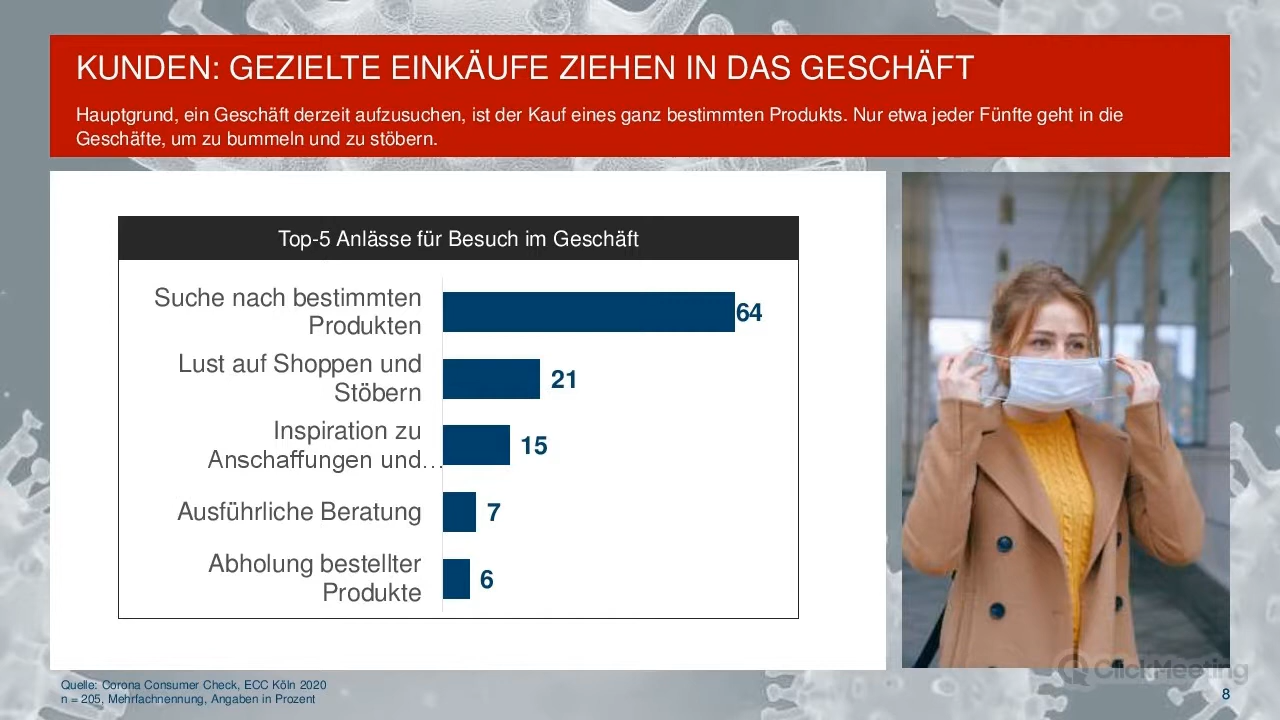 KUNDEN: GEZIELTE EINKÄUFE ZIEHEN IN DAS GESCHÄFT
Hauptgrund, ein Geschäft derzeit aufzusuchen, ist der Kauf eines ganz bestimmten Produkts. Nur etwa jeder Fünfte geht in die
Geschäfte, um zu bummeln und zu stöbern.
Top-5 Anlässe für Besuch im Geschäft
Suche nach bestimmten
Produkten
64
Lust auf Shoppen und
Stöbern
21
Inspiration zu
Anschaffungen und…
15
Ausführliche Beratung
7
Abholung bestellter
Produkte
6
ClickMeeting
Quelle: Corona Consumer Check, ECC Köln 2020
n = 205, Mehrfachnennung, Angaben in Prozent
8